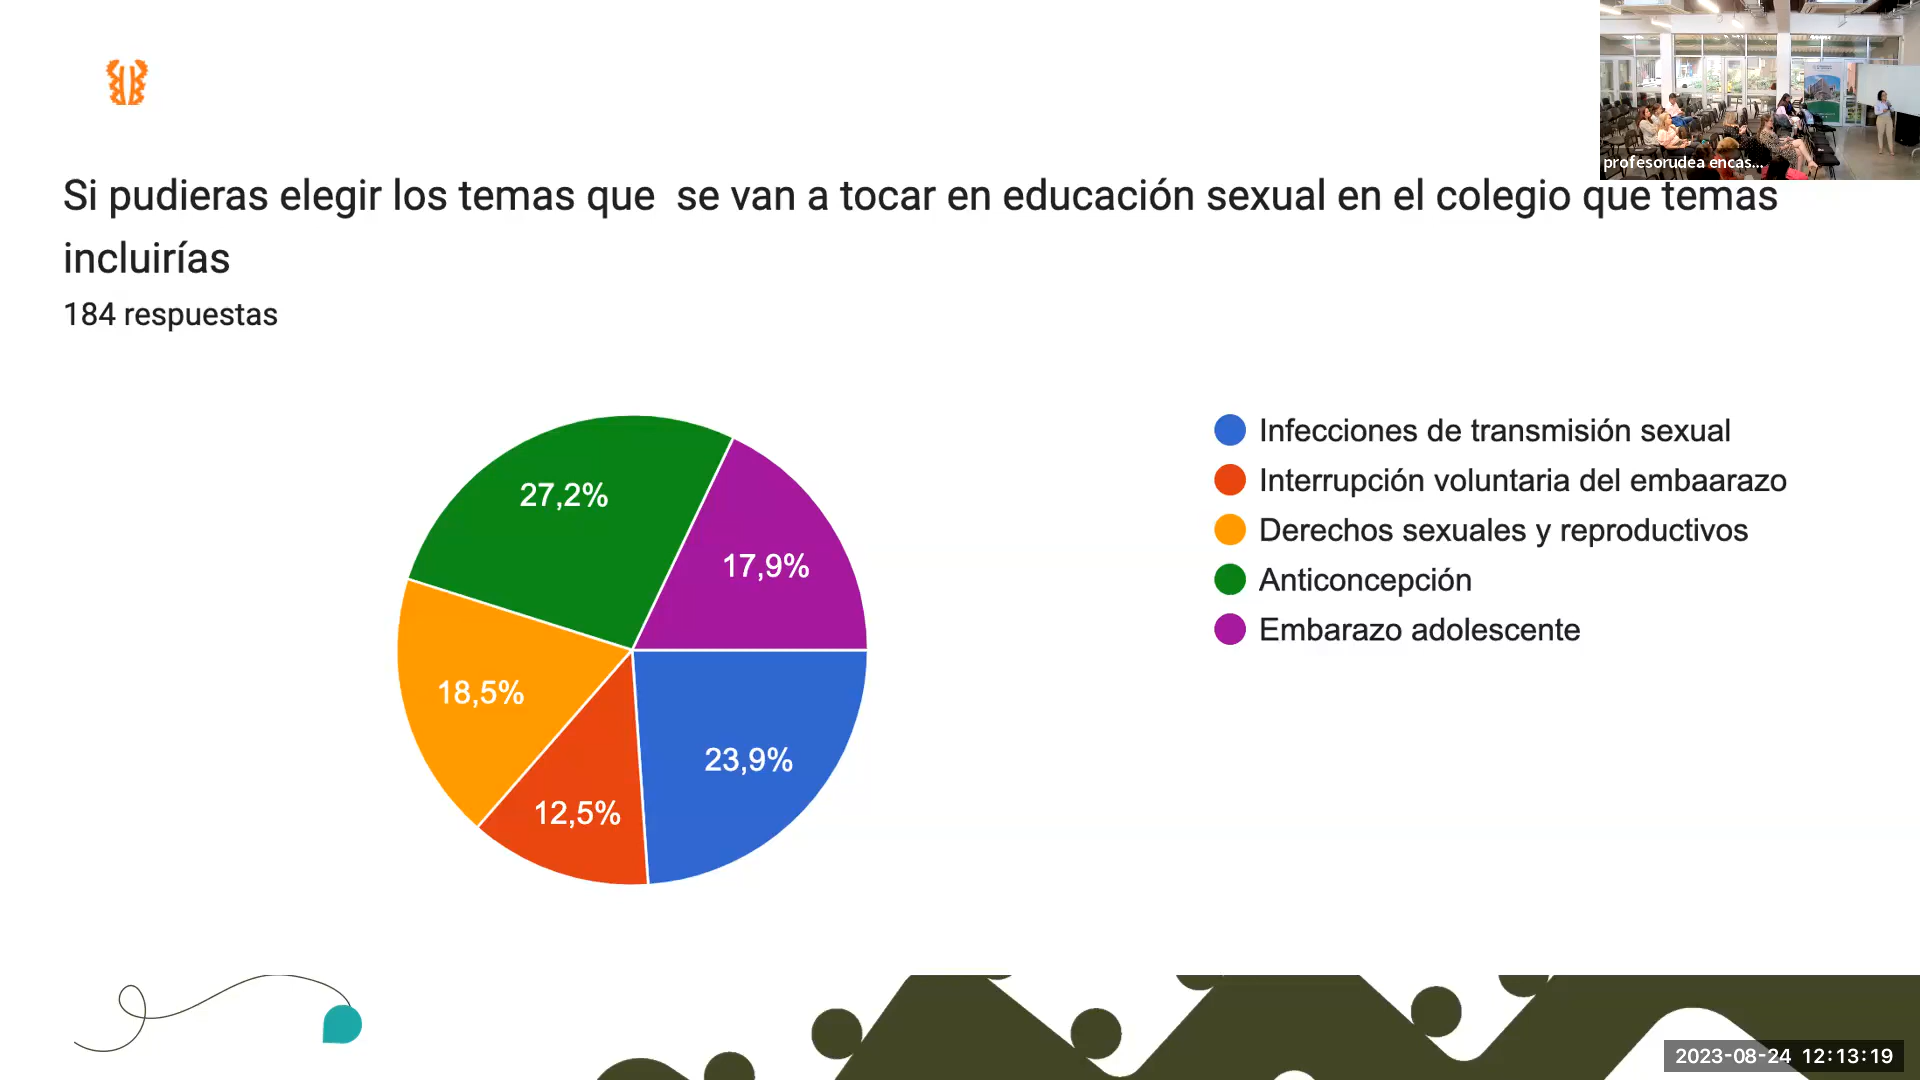 profesorudea encas...
Si pudieras elegir los temas que  se van a tocar en educación sexual en el colegio que temas
incluirías
184 respuestas
27,2%
17,9%
18,5%
23,9%
12,5%
Infecciones de transmisión sexual
Interrupción voluntaria del embaarazo
Derechos sexuales y reproductivos
Anticoncepción
Embarazo adolescente
2023-08-24 12:13:19